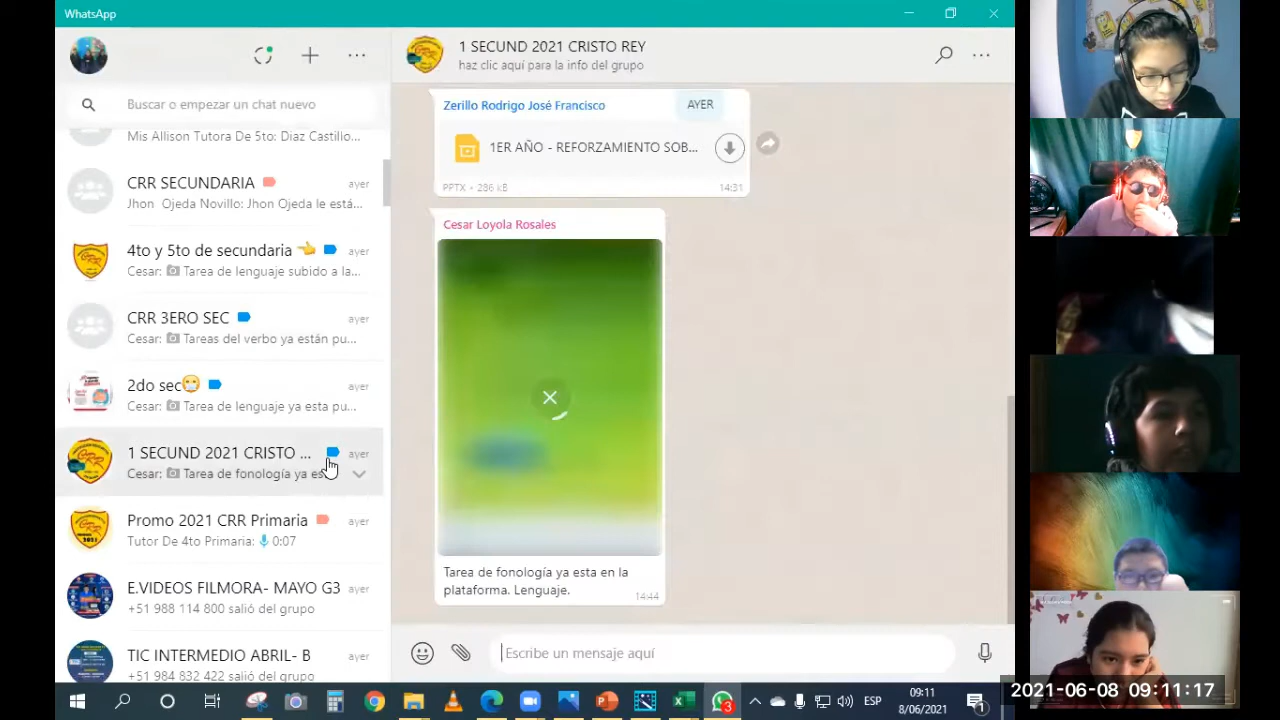 WhatsApp
Buscar o empezar un chat nuevo
Mis Allison Tutora De 5to: Diaz Castillo...
CRR SECUNDARIA
ayer
Jhon Ojeda Novillo: Jhon Ojeda le está...
4to y 5to de secundaria
ayer
Cesar: Tarea de lenguaje subido a la...
CRR 3ERO SEC
ayer
Cesar: Tareas del verbo ya están pu...
2do sec
ayer
Cesar: Tarea de lenguaje ya esta pu...
1 SECUND 2021 CRISTO ...
ayer
Cesar: Tarea de fonología ya es
Promo 2021 CRR Primaria
ayer
Tutor De 4to Primaria: 0:07
E.VIDEOS FILMORA- MAYO G3
ayer
+51 988 114 800 salió del grupo
TIC INTERMEDIO ABRIL- B
ayer
+51 984 832 422 salió del grupo
1 SECUND 2021 CRISTO REY
haz clic aquí para la info del grupo
Zerillo Rodrigo José Francisco
AYER
1ER AÑO - REFORZAMIENTO SOB...
PPTX • 286 kB
14:31
Cesar Loyola Rosales
Tarea de fonología ya esta en la
plataforma. Lenguaje.
14:44
Escribe un mensaje aquí
3
ESP
09:11
8/06/2021
1
2021-06-08 09:11:17